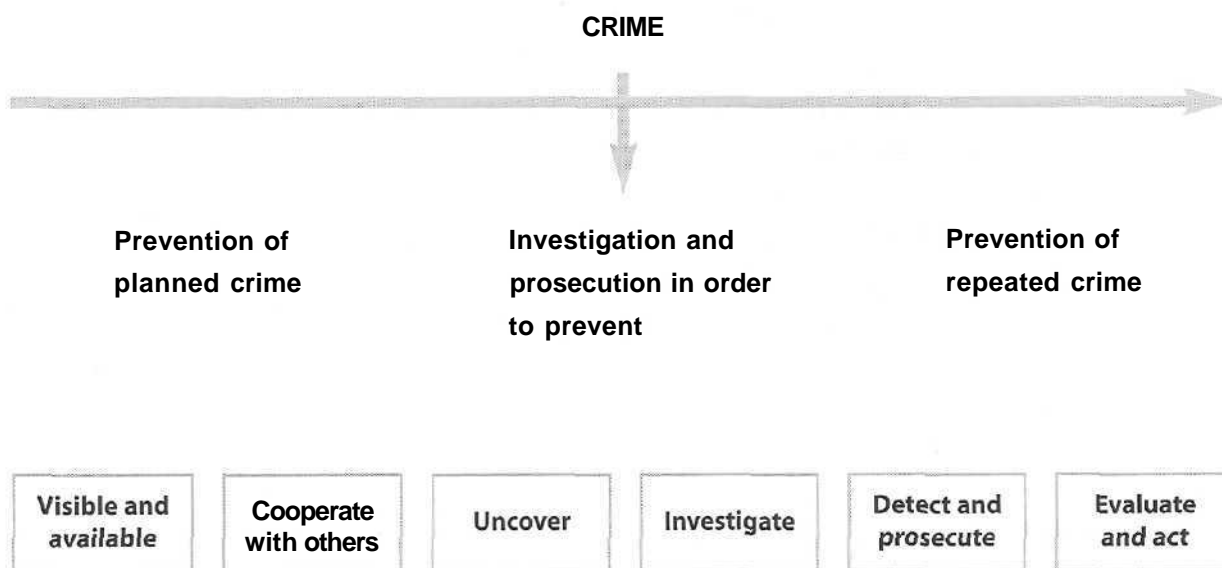 CRIME
Prevention of
planned crime
Investigation and
prosecution in order
to prevent
Prevention of
repeated crime
Visible and
available
Cooperate
with others
Uncover
Investigate
Detect and
prosecute
Evaluate
and act